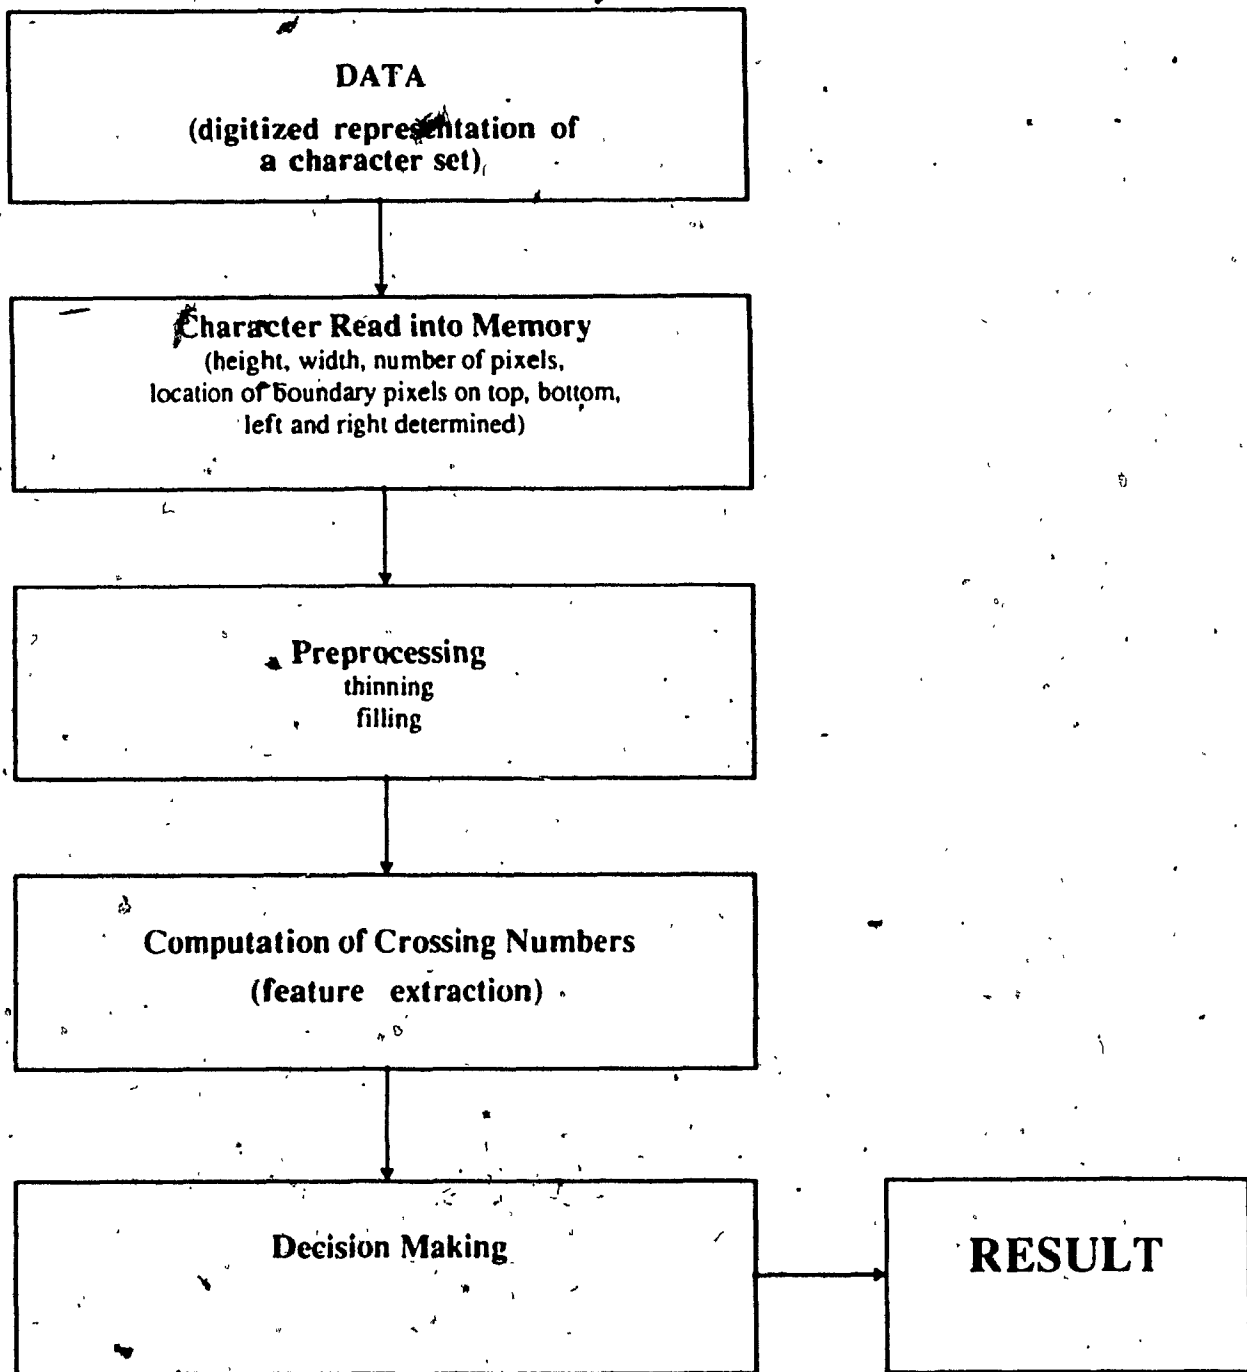 DATA
(digitized representation of
a character set)
Character Read into Memory
(height, width, number of pixels,
location of boundary pixels on top, bottom,
left and right determined)
Preprocessing
thinning
filling
Computation of Crossing Numbers
(feature extraction)
Decision Making
RESULT